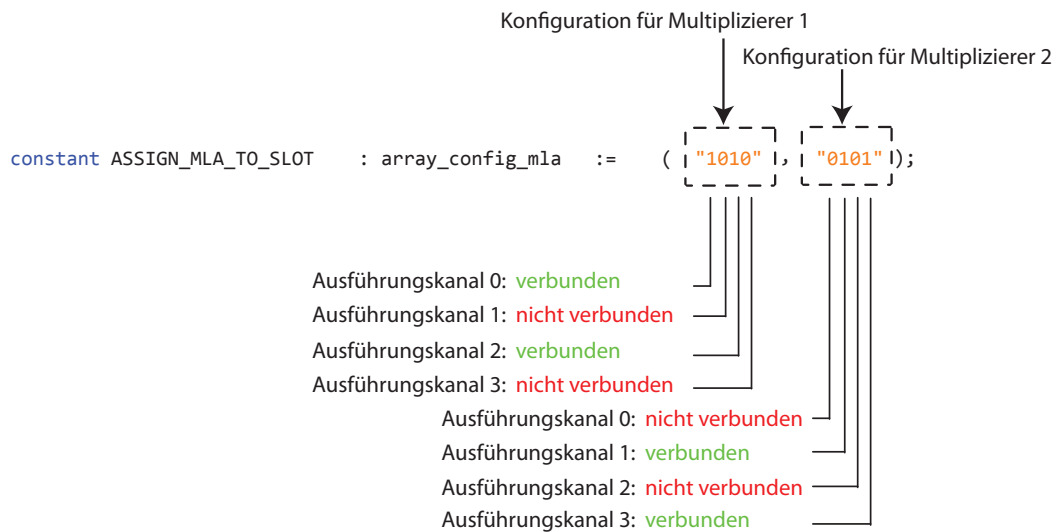 Konfiguration für Multiplizierer 1
Konfiguration für Multiplizierer 2
constant ASSIGN_MLA_TO_SLOT : array_config_mla := ( "1010" , "0101" );
Ausführungskanal 0: verbunden
Ausführungskanal 1: nicht verbunden
Ausführungskanal 2: verbunden
Ausführungskanal 3: nicht verbunden
Ausführungskanal 0: nicht verbunden
Ausführungskanal 1: verbunden
Ausführungskanal 2: nicht verbunden
Ausführungskanal 3: verbunden